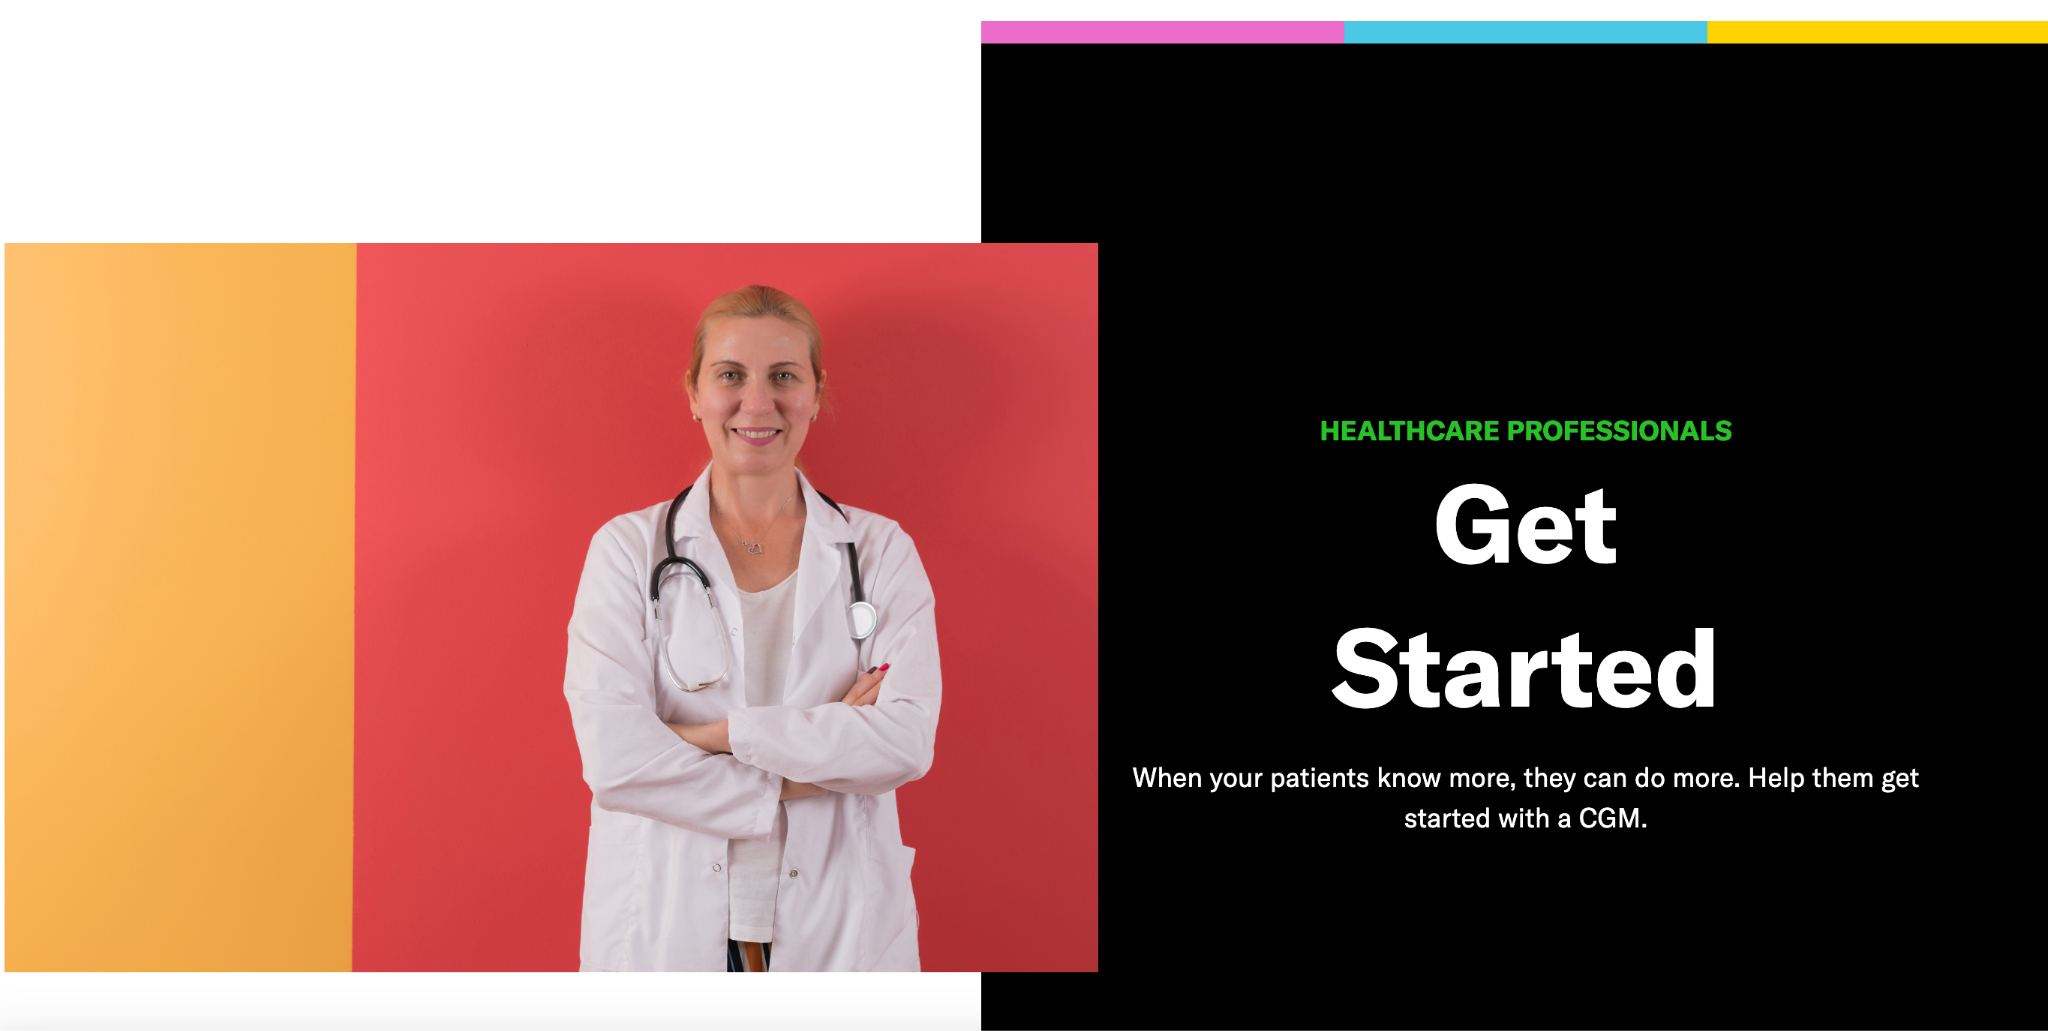 HEALTHCARE PROFESSIONALS
Get
Started
When your patients know more, they can do more. Help them get
started with a CGM.